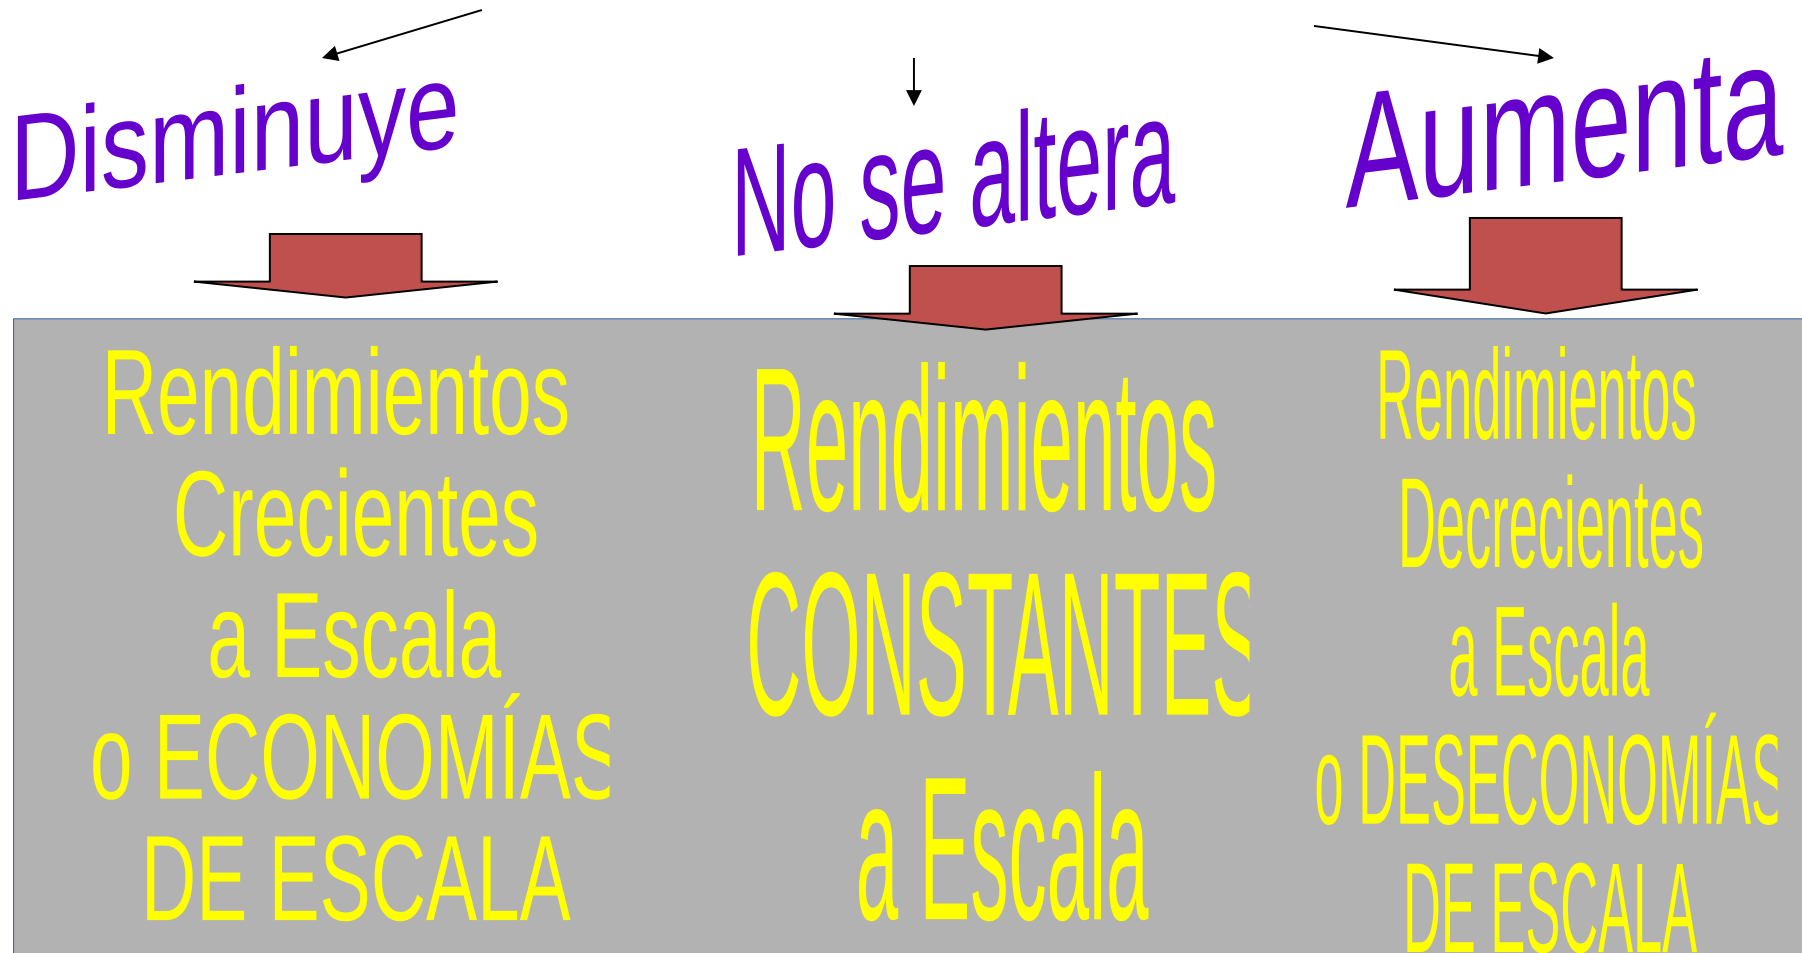 Disminuye
No se altera
Aumenta
Rendimientos
Crecientes
a Escala
o ECONOMÍAS
DE ESCALA
Rendimientos
CONSTANTES
a Escala
Rendimientos
Decrecientes
a Escala
o DESECONOMÍAS
DE ESCALA